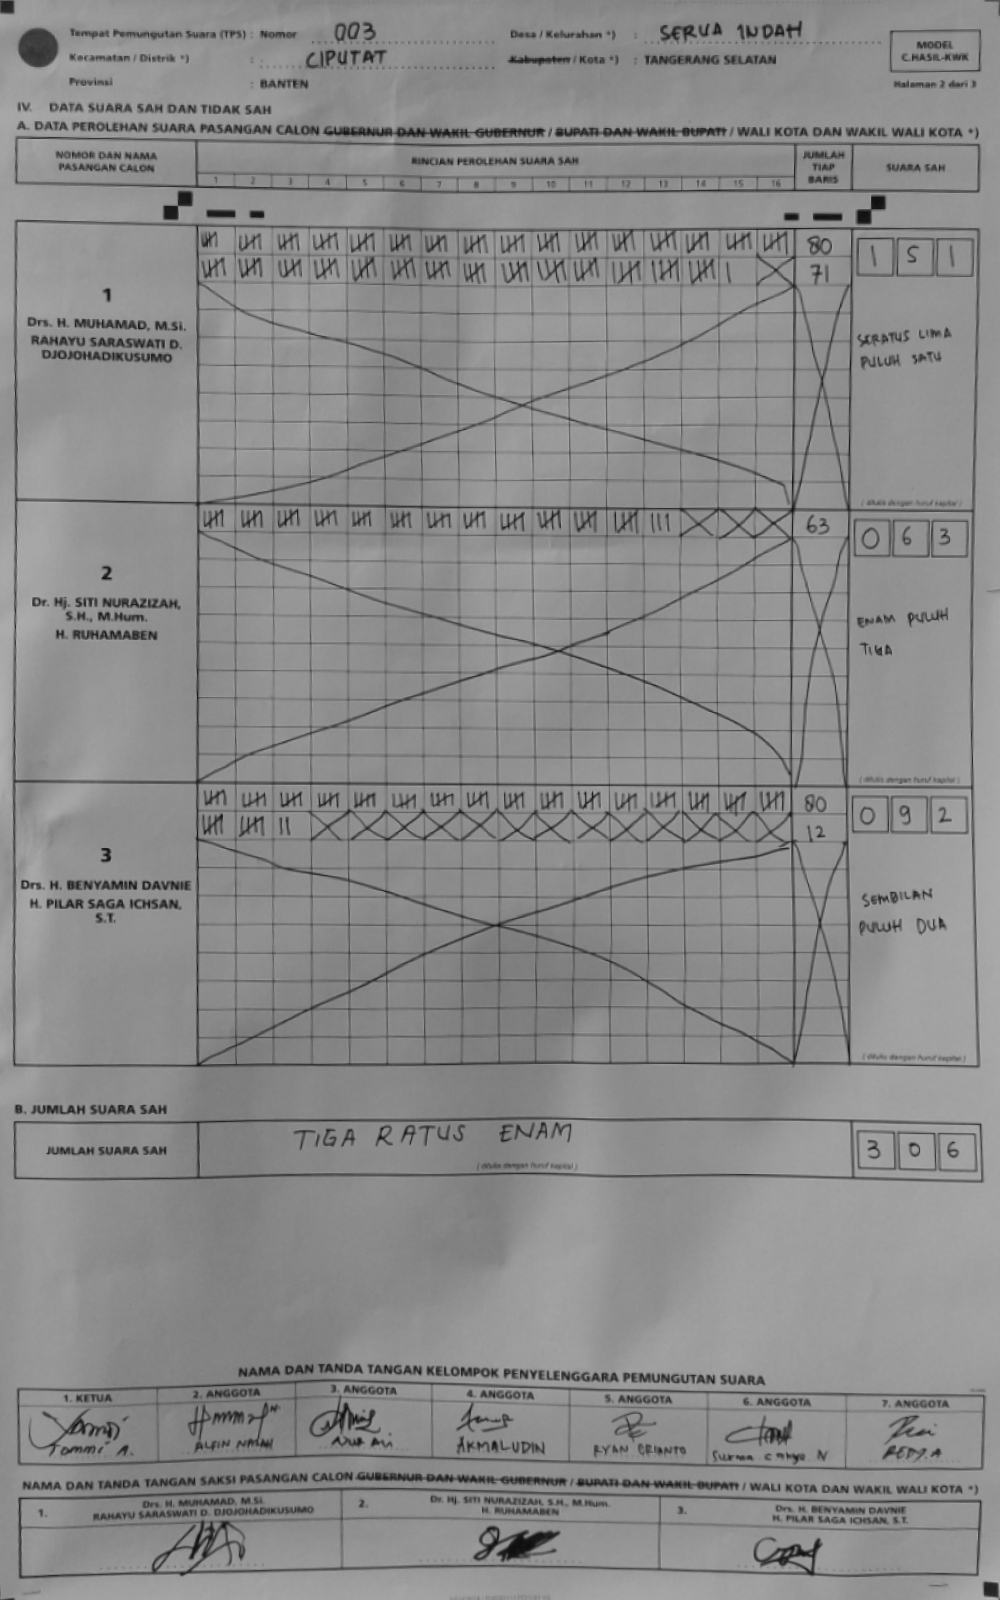 Tempat Pemungutan Suara (TPS) : Nomor 003 Desa / Kelurahan *) : SERUA INDAH
Kecamatan / Distrik *) : CIPUTAT Kabupaten / Kota *) : TANGERANG SELATAN
Provinsi : BANTEN
MODEL
C.HASIL-KWK
Halaman 2 dari 3
IV. DATA SUARA SAH DAN TIDAK SAH
A. DATA PEROLEHAN SUARA PASANGAN CALON GUBERNUR DAN WAKIL GUBERNUR / BUPATI DAN WAKIL BUPATI / WALI KOTA DAN WAKIL WALI KOTA *)
NOMOR DAN NAMA
PASANGAN CALON
RINCIAN PEROLEHAN SUARA SAH
JUMLAH
TIAP
BARIS
SUARA SAH
1 2 3 4 5 6 7 8 9 10 11 12 13 14 15 16
1
Drs. H. MUHAMAD, M.Si.
RAHAYU SARASWATI D.
DJOJOHADIKUSUMO
80
71
1 5 1
SERATUS LIMA
PULUH SATU
( ditulis dengan huruf kapital )
2
Dr. Hj. SITI NURAZIZAH,
S.H., M.Hum.
H. RUHAMABEN
63
0 6 3
ENAM PULUH
TIGA
( ditulis dengan huruf kapital )
3
Drs. H. BENYAMIN DAVNIE
H. PILAR SAGA ICHSAN,
S.T.
80
12
0 9 2
SEMBILAN
PULUH DUA
( ditulis dengan huruf kapital )
B. JUMLAH SUARA SAH
JUMLAH SUARA SAH
TIGA RATUS ENAM
( ditulis dengan huruf kapital )
3 0 6
NAMA DAN TANDA TANGAN KELOMPOK PENYELENGGARA PEMUNGUTAN SUARA
1. KETUA 2. ANGGOTA 3. ANGGOTA 4. ANGGOTA 5. ANGGOTA 6. ANGGOTA 7. ANGGOTA
Tommi A. ALFIN NUR ALI AKMALUDIN RYAN Surma N REDY.A
NAMA DAN TANDA TANGAN SAKSI PASANGAN CALON GUBERNUR DAN WAKIL GUBERNUR / BUPATI DAN WAKIL BUPATI / WALI KOTA DAN WAKIL WALI KOTA *)
1. Drs. H. MUHAMAD, M.Si.
RAHAYU SARASWATI D. DJOJOHADIKUSUMO
2. Dr. Hj. SITI NURAZIZAH, S.H., M.Hum.
H. RUHAMABEN
3. Drs. H. BENYAMIN DAVNIE
H. PILAR SAGA ICHSAN, S.T.